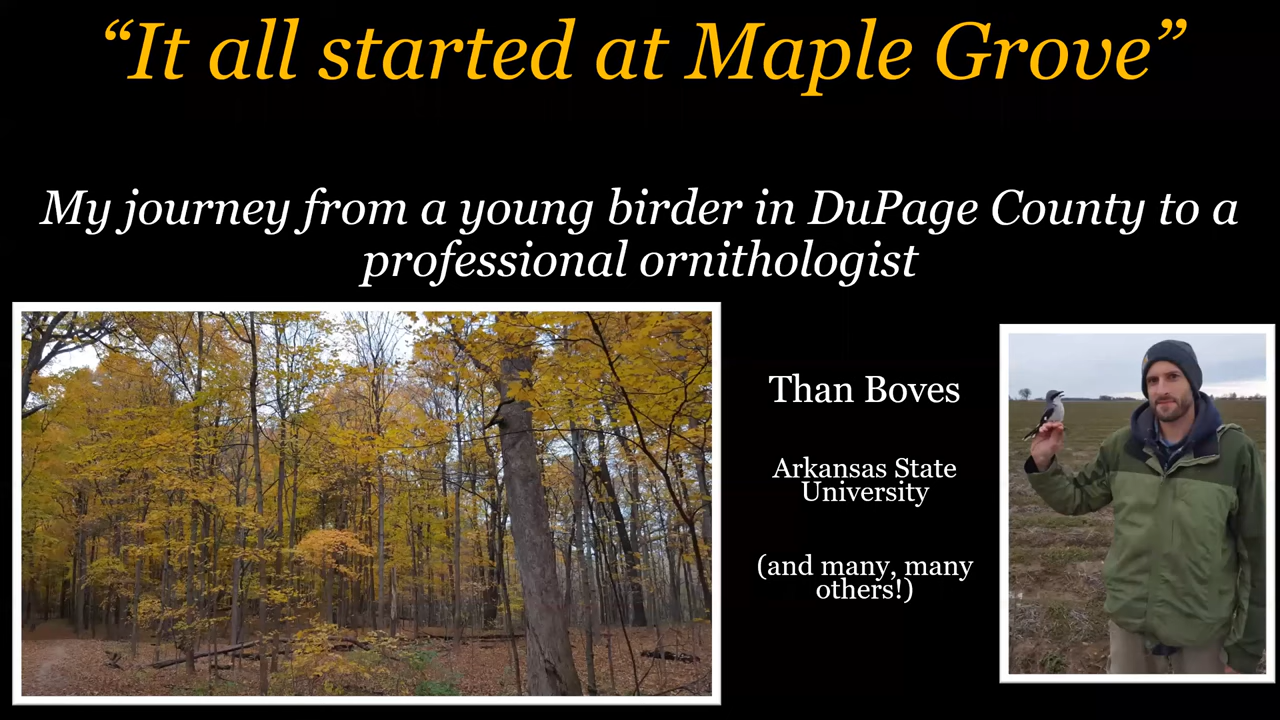 “It all started at Maple Grove”
My journey from a young birder in DuPage County to a
professional ornithologist
Than Boves
Arkansas State
University
(and many, many
others!)